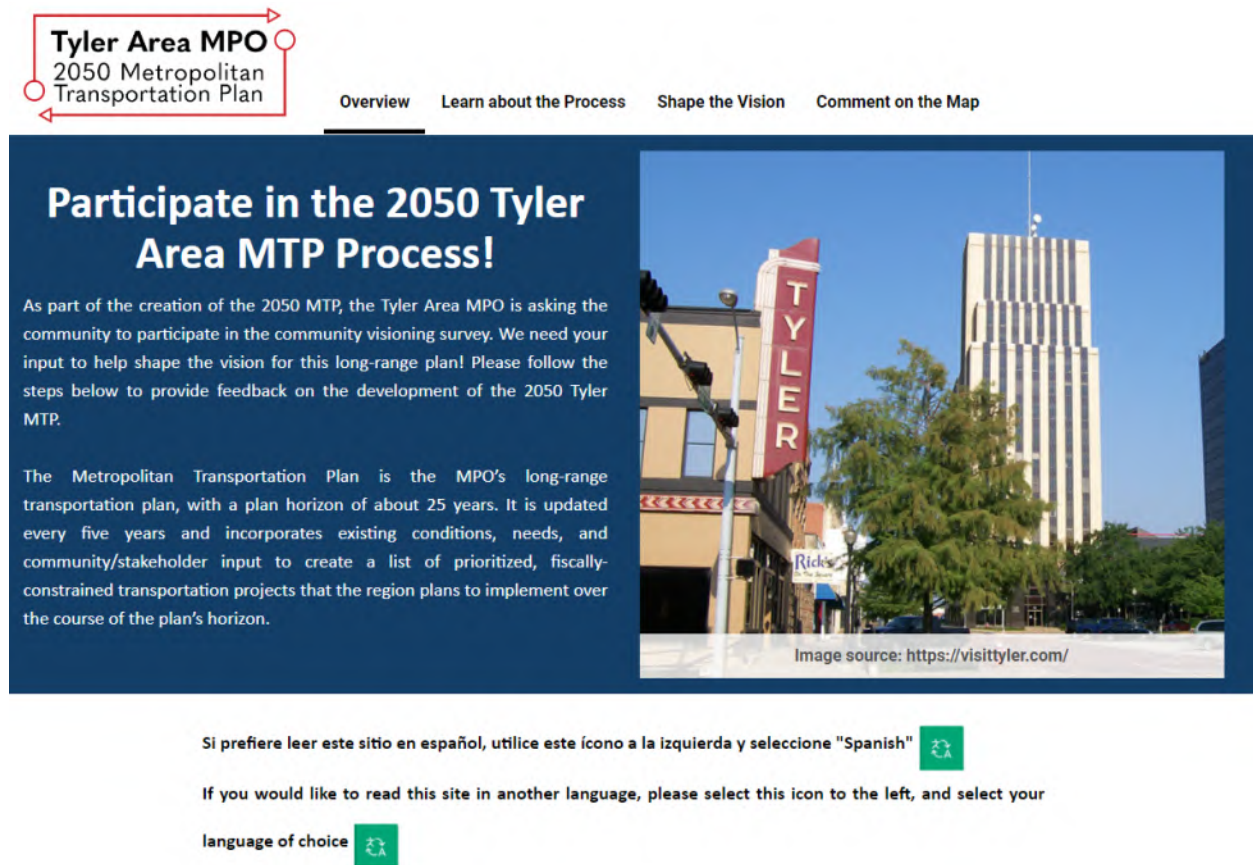 Tyler Area MPO
2050 Metropolitan
Transportation Plan
Overview
Learn about the Process
Shape the Vision
Comment on the Map
Participate in the 2050 Tyler
Area MTP Process!
As part of the creation of the 2050 MTP, the Tyler Area MPO is asking the
community to participate in the community visioning survey. We need your
input to help shape the vision for this long-range plan! Please follow the
steps below to provide feedback on the development of the 2050 Tyler
MTP.
The Metropolitan Transportation Plan is the MPO's long-range
transportation plan, with a plan horizon of about 25 years. It is updated
every five years and incorporates existing conditions, needs, and
community/stakeholder input to create a list of prioritized, fiscally-
constrained transportation projects that the region plans to implement over
the course of the plan's horizon.
TYLER
Rick's
On The Square
Image source: https://visittyler.com/
Si prefiere leer este sitio en español, utilice este ícono a la izquierda y seleccione "Spanish"
If you would like to read this site in another language, please select this icon to the left, and select your
language of choice